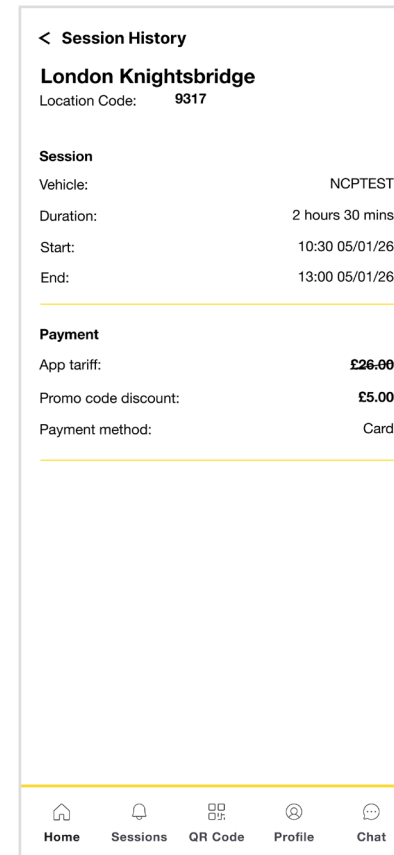 < Session History
London Knightsbridge
Location Code: 9317
Session
Vehicle: NCPTEST
Duration: 2 hours 30 mins
Start: 10:30 05/01/26
End: 13:00 05/01/26
Payment
App tariff: £26.00
Promo code discount: £5.00
Payment method: Card
Home Sessions QR Code Profile Chat